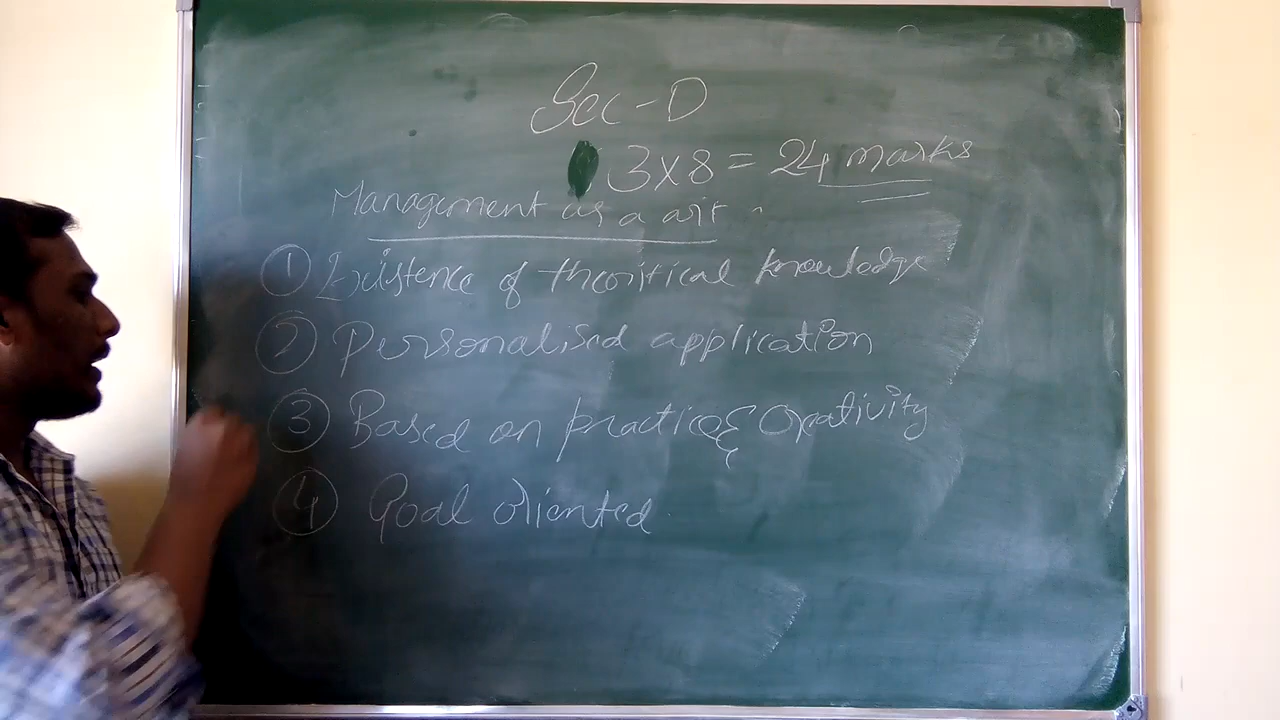 Sec-D
3x8 = 24 marks
Management as a art
① Existence of theoritical knowledge
② Personalised application
③ Based on practice & Creativity
④ Goal oriented